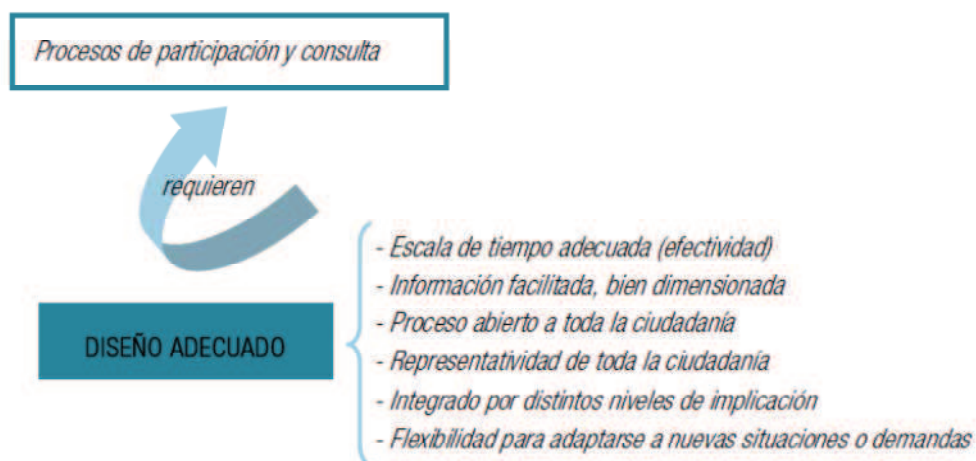 Procesos de participación y consulta
requieren
DISEÑO ADECUADO
- Escala de tiempo adecuada (efectividad)
- Información facilitada, bien dimensionada
- Proceso abierto a toda la ciudadanía
- Representatividad de toda la ciudadanía
- Integrado por distintos niveles de implicación
- Flexibilidad para adaptarse a nuevas situaciones o demandas